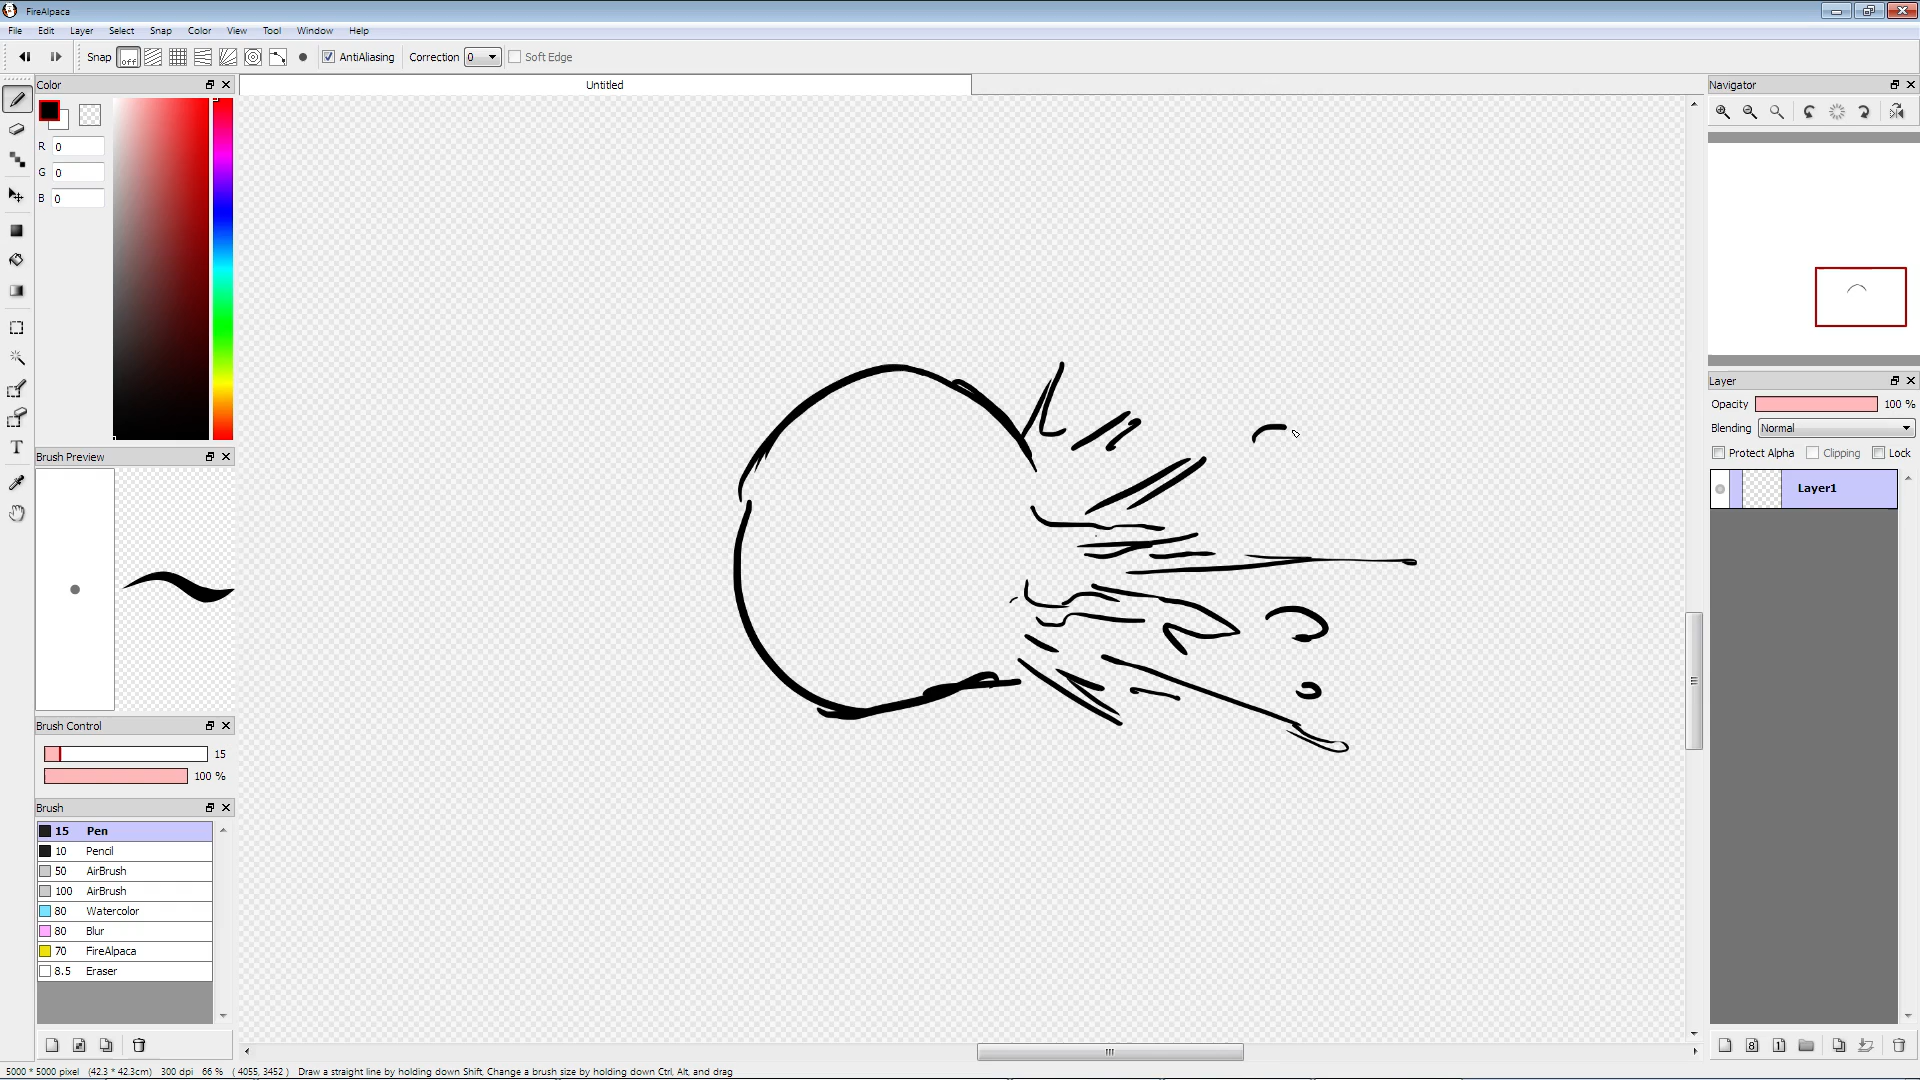 FireAlpaca
File Edit Layer Select Snap Color View Tool Window Help
Snap off AntiAliasing Correction 0 Soft Edge
Color
Untitled
Navigator
R 0
G 0
B 0
Layer
Opacity 100 %
Blending Normal
Protect Alpha Clipping Lock
Layer1
Brush Preview
Brush Control
15
100 %
Brush
15 Pen
10 Pencil
50 AirBrush
100 AirBrush
80 Watercolor
80 Blur
70 FireAlpaca
8.5 Eraser
8 1
5000 * 5000 pixel (42.3 * 42.3cm) 300 dpi 66 % ( 4055, 3452 ) Draw a straight line by holding down Shift, Change a brush size by holding down Ctrl, Alt, and drag